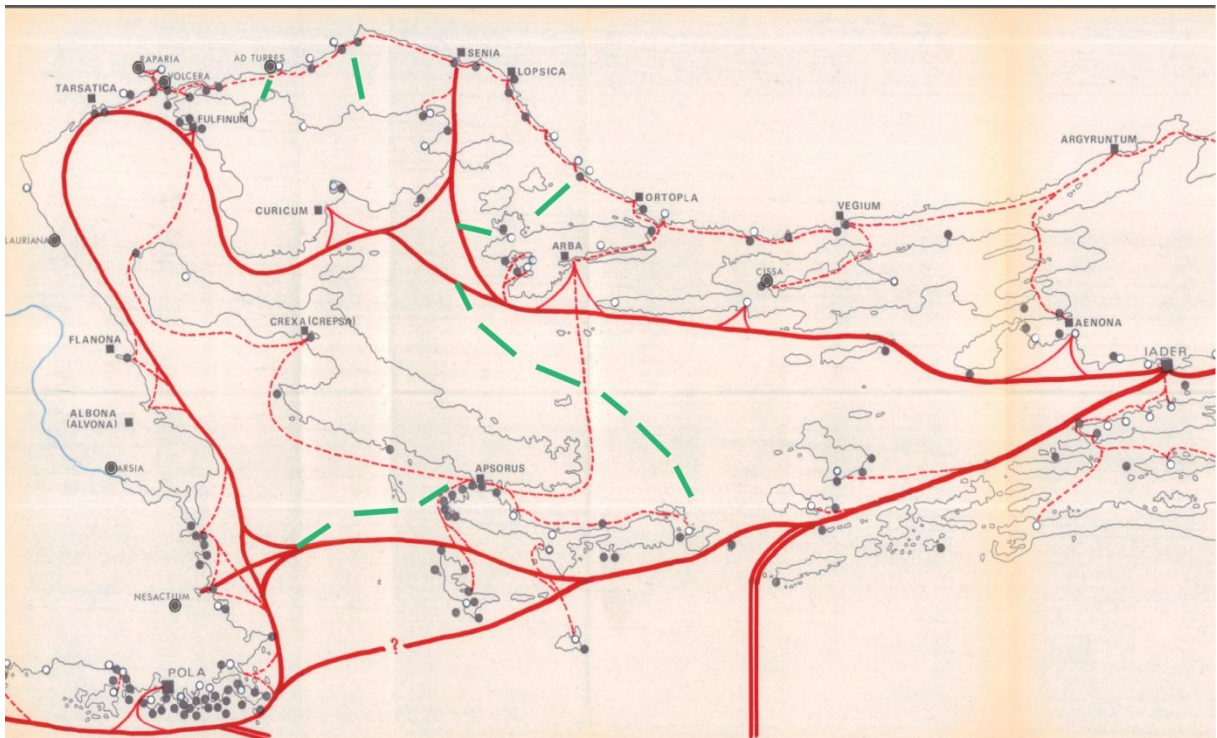 BAPARIA
AD TURRES
SENIA
VOLCERA
TARSATICA
LOPSICA
FULFINUM
ARGYRUNTUM
ORTOPLA
CURICUM
VEGIUM
LAURIANA
ARBA
CISSA
CREXA (CREPSA)
AENONA
FLANONA
IADER
ALBONA
(ALVONA)
ARSIA
APSORUS
NESACTIUM
?
POLA